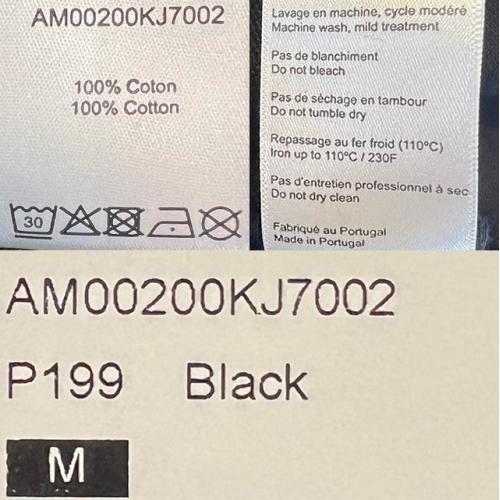 AM00200KJ7002
100% Coton
100% Cotton
30
Lavage en machine, cycle modéré
Machine wash, mild treatment
Pas de blanchiment
Do not bleach
Pas de séchage en tambour
Do not tumble dry
Repassage au fer froid (110°C)
Iron up to 110°C / 230F
Pas d'entretien professionnel à sec
Do not dry clean
Fabriqué au Portugal
Made in Portugal
AM00200KJ7002
P199 Black
M